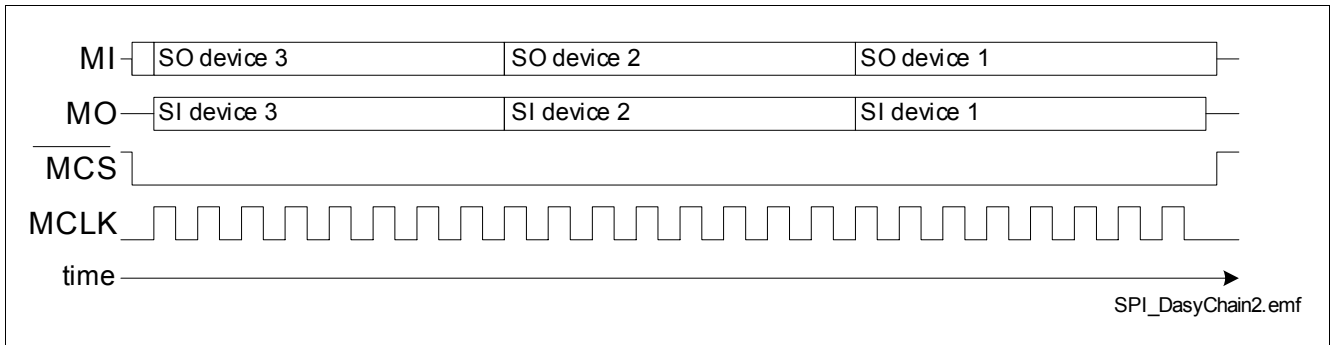 MI SO device 3 SO device 2 SO device 1
MO SI device 3 SI device 2 SI device 1
MCS
MCLK
time
SPI_DasyChain2.emf